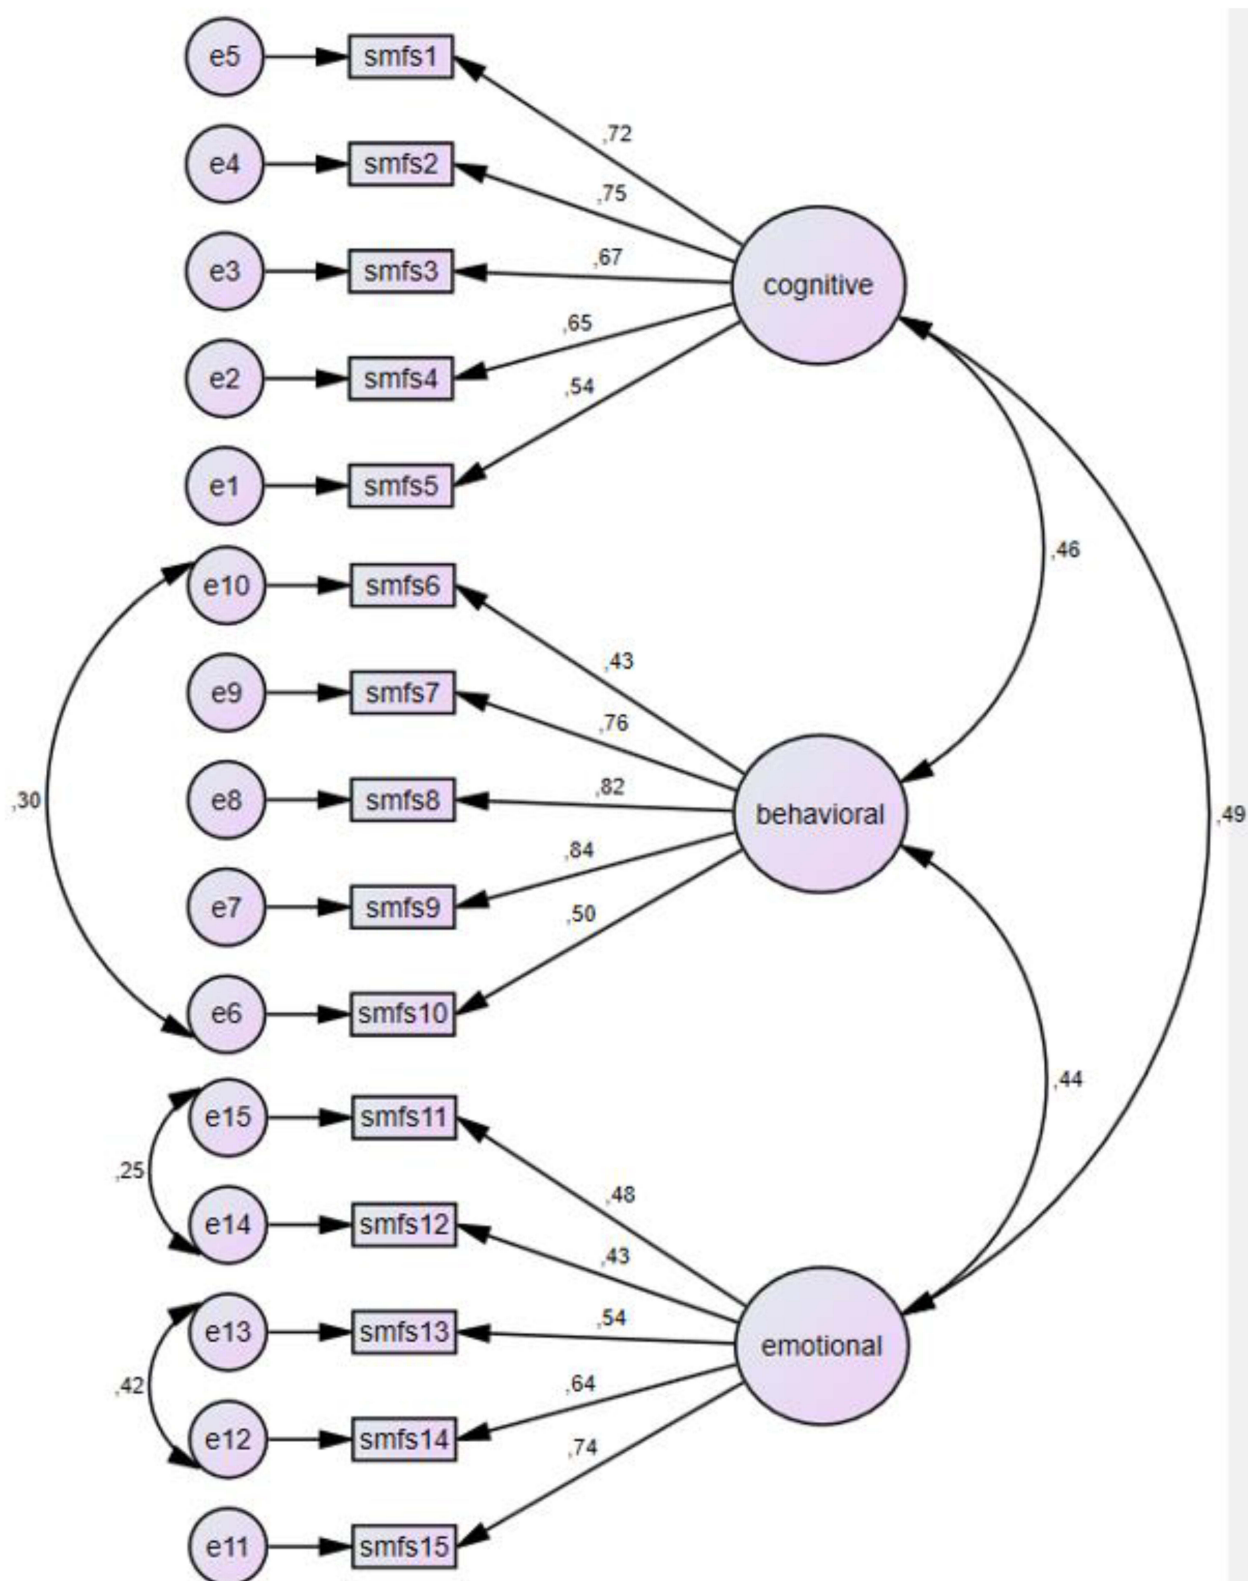 e5 smfs1
,72
e4 smfs2
,75
e3 smfs3
,67
cognitive
e2 smfs4
,65
,54
e1 smfs5
,46
e10 smfs6
,43
e9 smfs7
,76
e8 smfs8
,82
,30
behavioral
,49
,84
e7 smfs9
,50
e6 smfs10
,44
e15 smfs11
,25
,48
e14 smfs12
,43
e13 smfs13
,54
emotional
,42
,64
e12 smfs14
,74
e11 smfs15